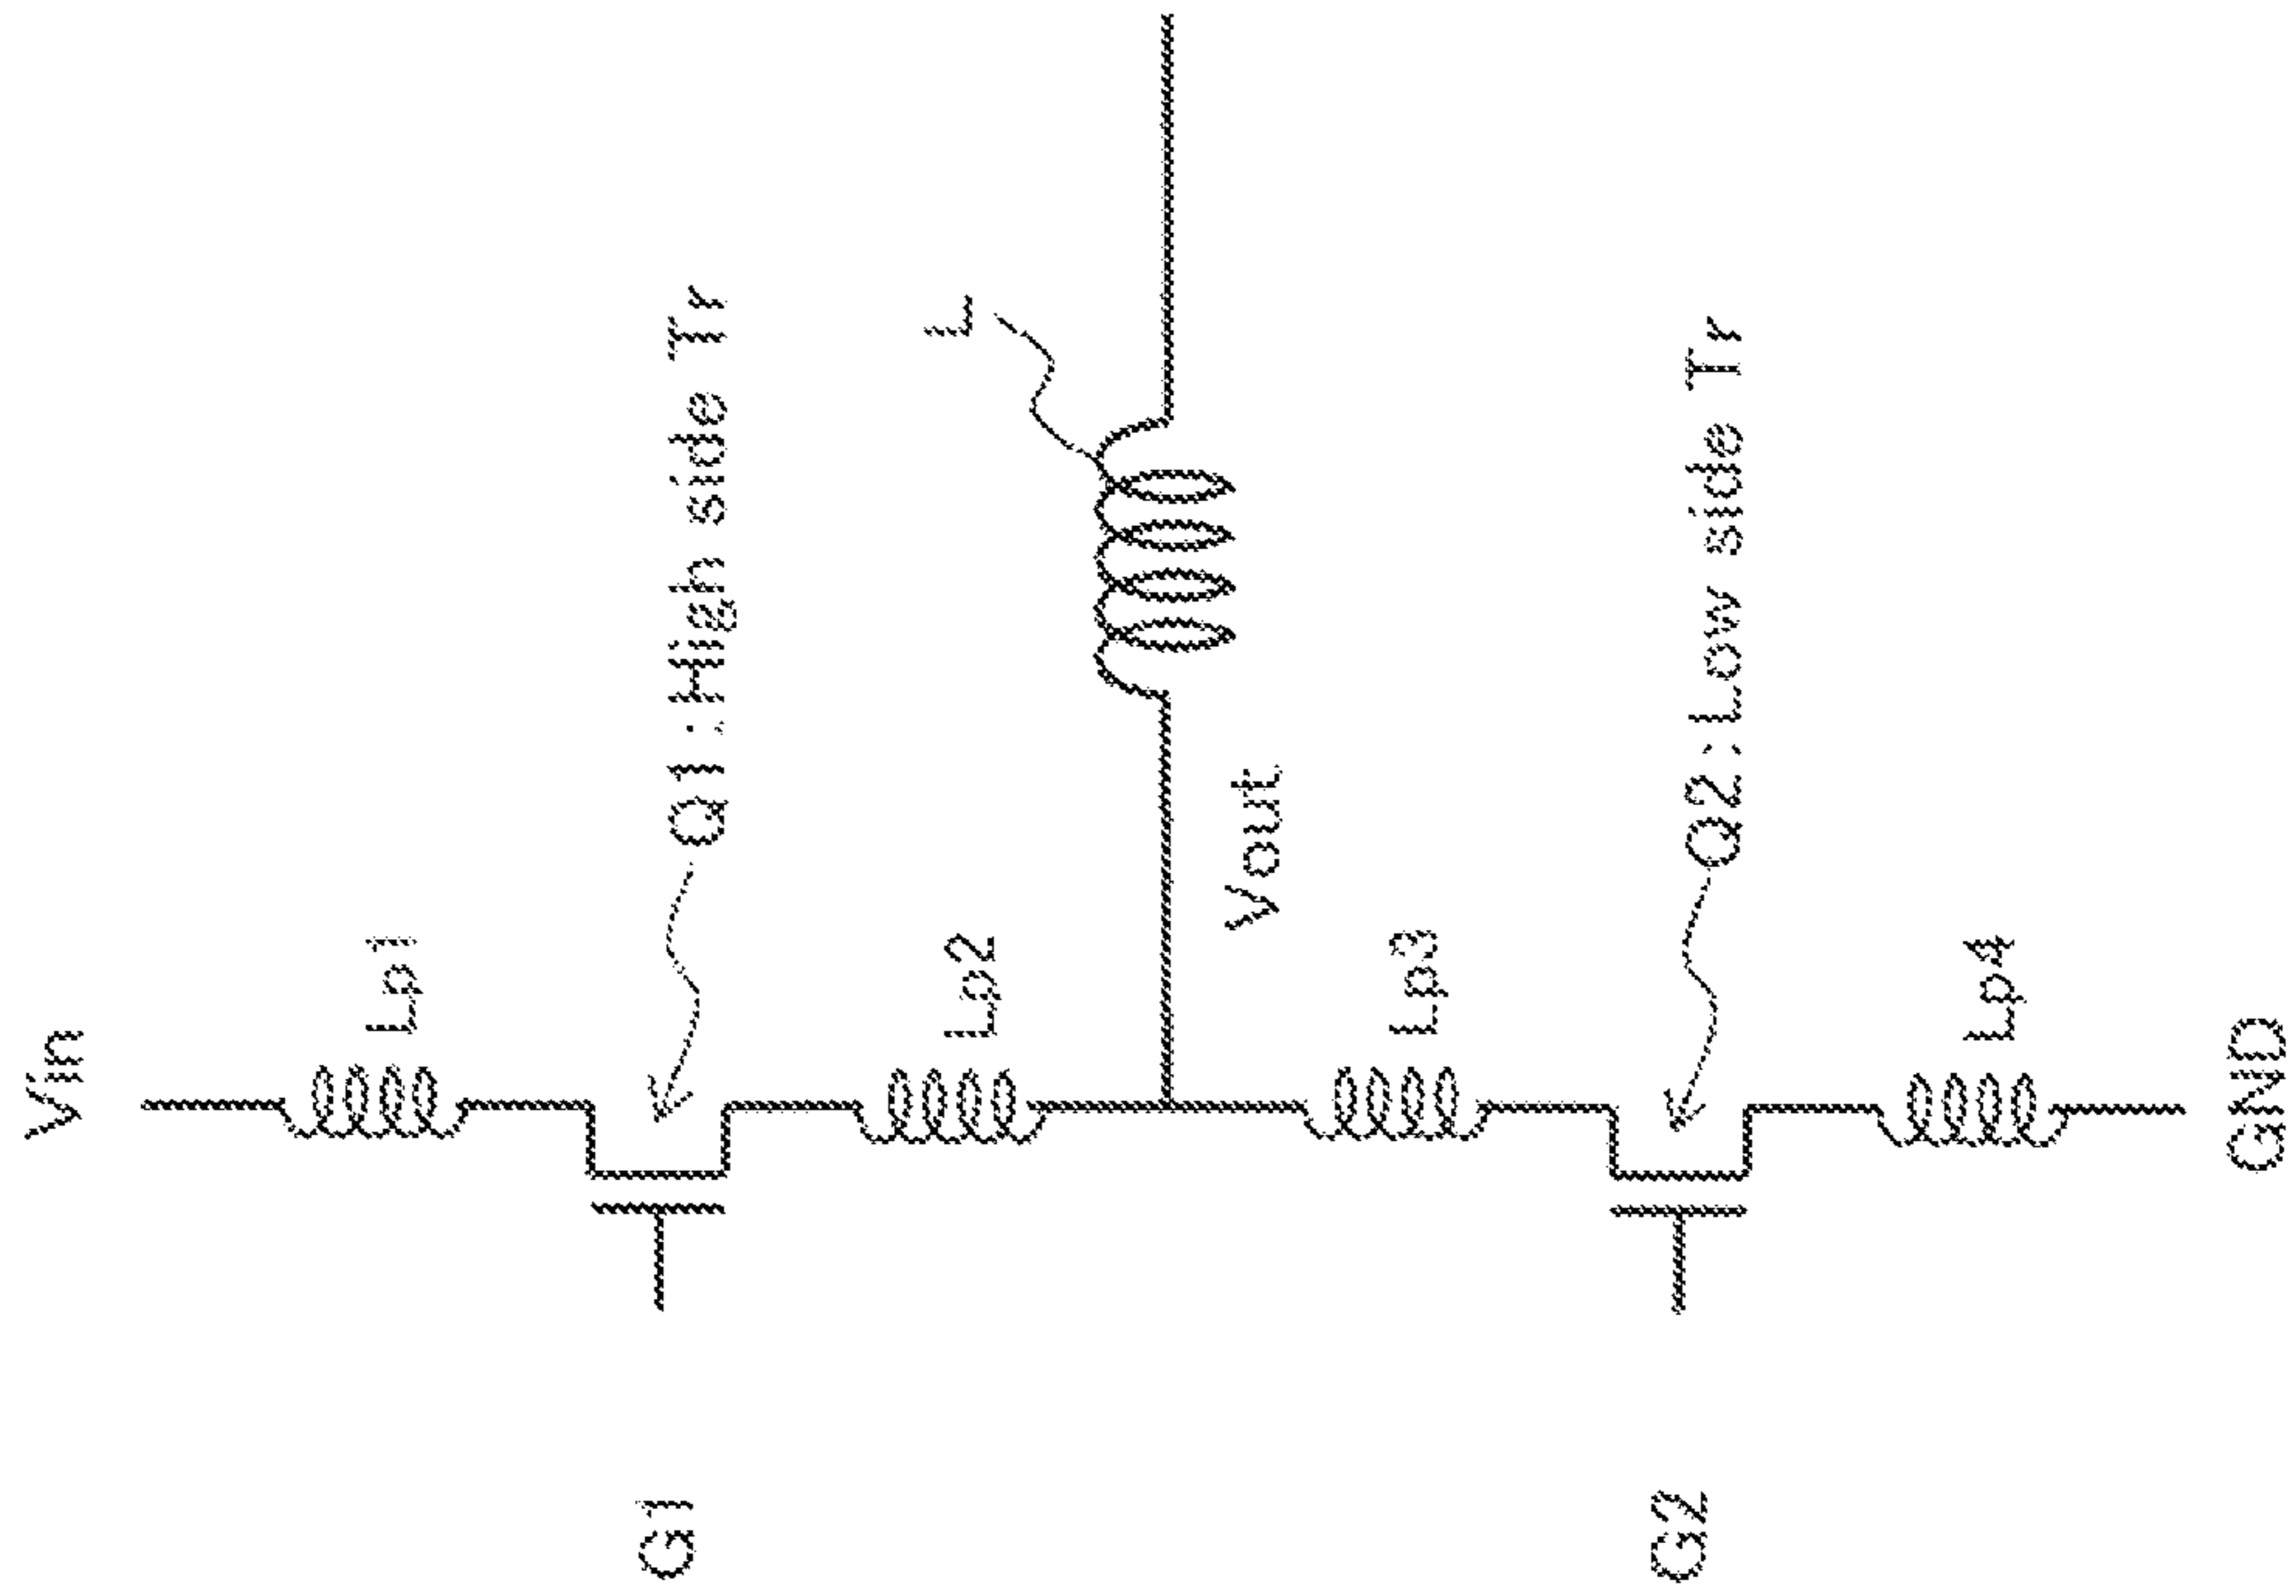 Vin
Lp1
Q1:High side Tr
G1
Lp2
L
Vout
Lp3
Q2:Low side Tr
G2
Lp4
GND